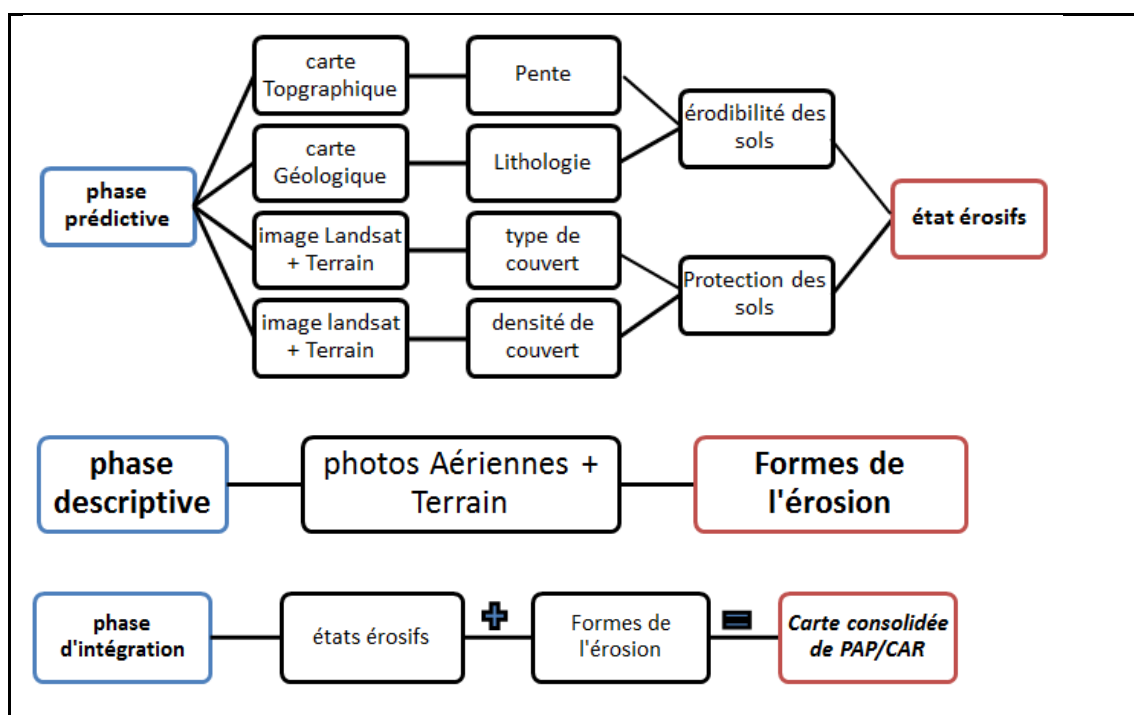 carte
Topgraphique
Pente
érodibilité des
sols
carte
Géologique
Lithologie
phase
prédictive
état érosifs
image Landsat
+ Terrain
type de
couvert
Protection des
sols
image landsat
+ Terrain
densité de
couvert
phase
descriptive
photos Aériennes +
Terrain
Formes de
l'érosion
phase
d'intégration
états érosifs
+
Formes de
l'érosion
=
Carte consolidée
de PAP/CAR